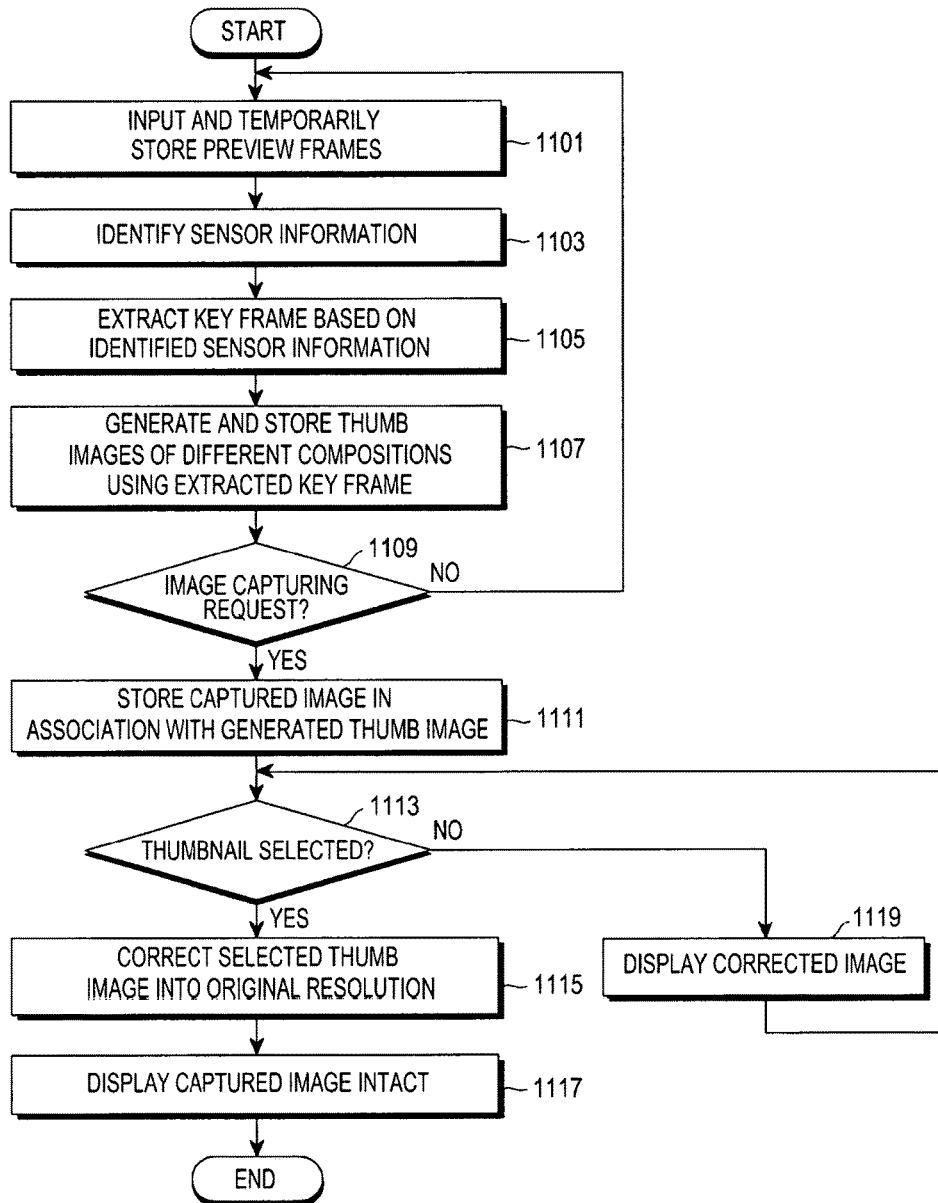 START
INPUT AND TEMPORARILY
STORE PREVIEW FRAMES
1101
IDENTIFY SENSOR INFORMATION
1103
EXTRACT KEY FRAME BASED ON
IDENTIFIED SENSOR INFORMATION
1105
GENERATE AND STORE THUMB
IMAGES OF DIFFERENT COMPOSITIONS
USING EXTRACTED KEY FRAME
1107
1109
IMAGE CAPTURING
REQUEST?
NO
YES
STORE CAPTURED IMAGE IN
ASSOCIATION WITH GENERATED THUMB IMAGE
1111
1113
THUMBNAIL SELECTED?
NO
YES
CORRECT SELECTED THUMB
IMAGE INTO ORIGINAL RESOLUTION
1115
1119
DISPLAY CORRECTED IMAGE
DISPLAY CAPTURED IMAGE INTACT
1117
END